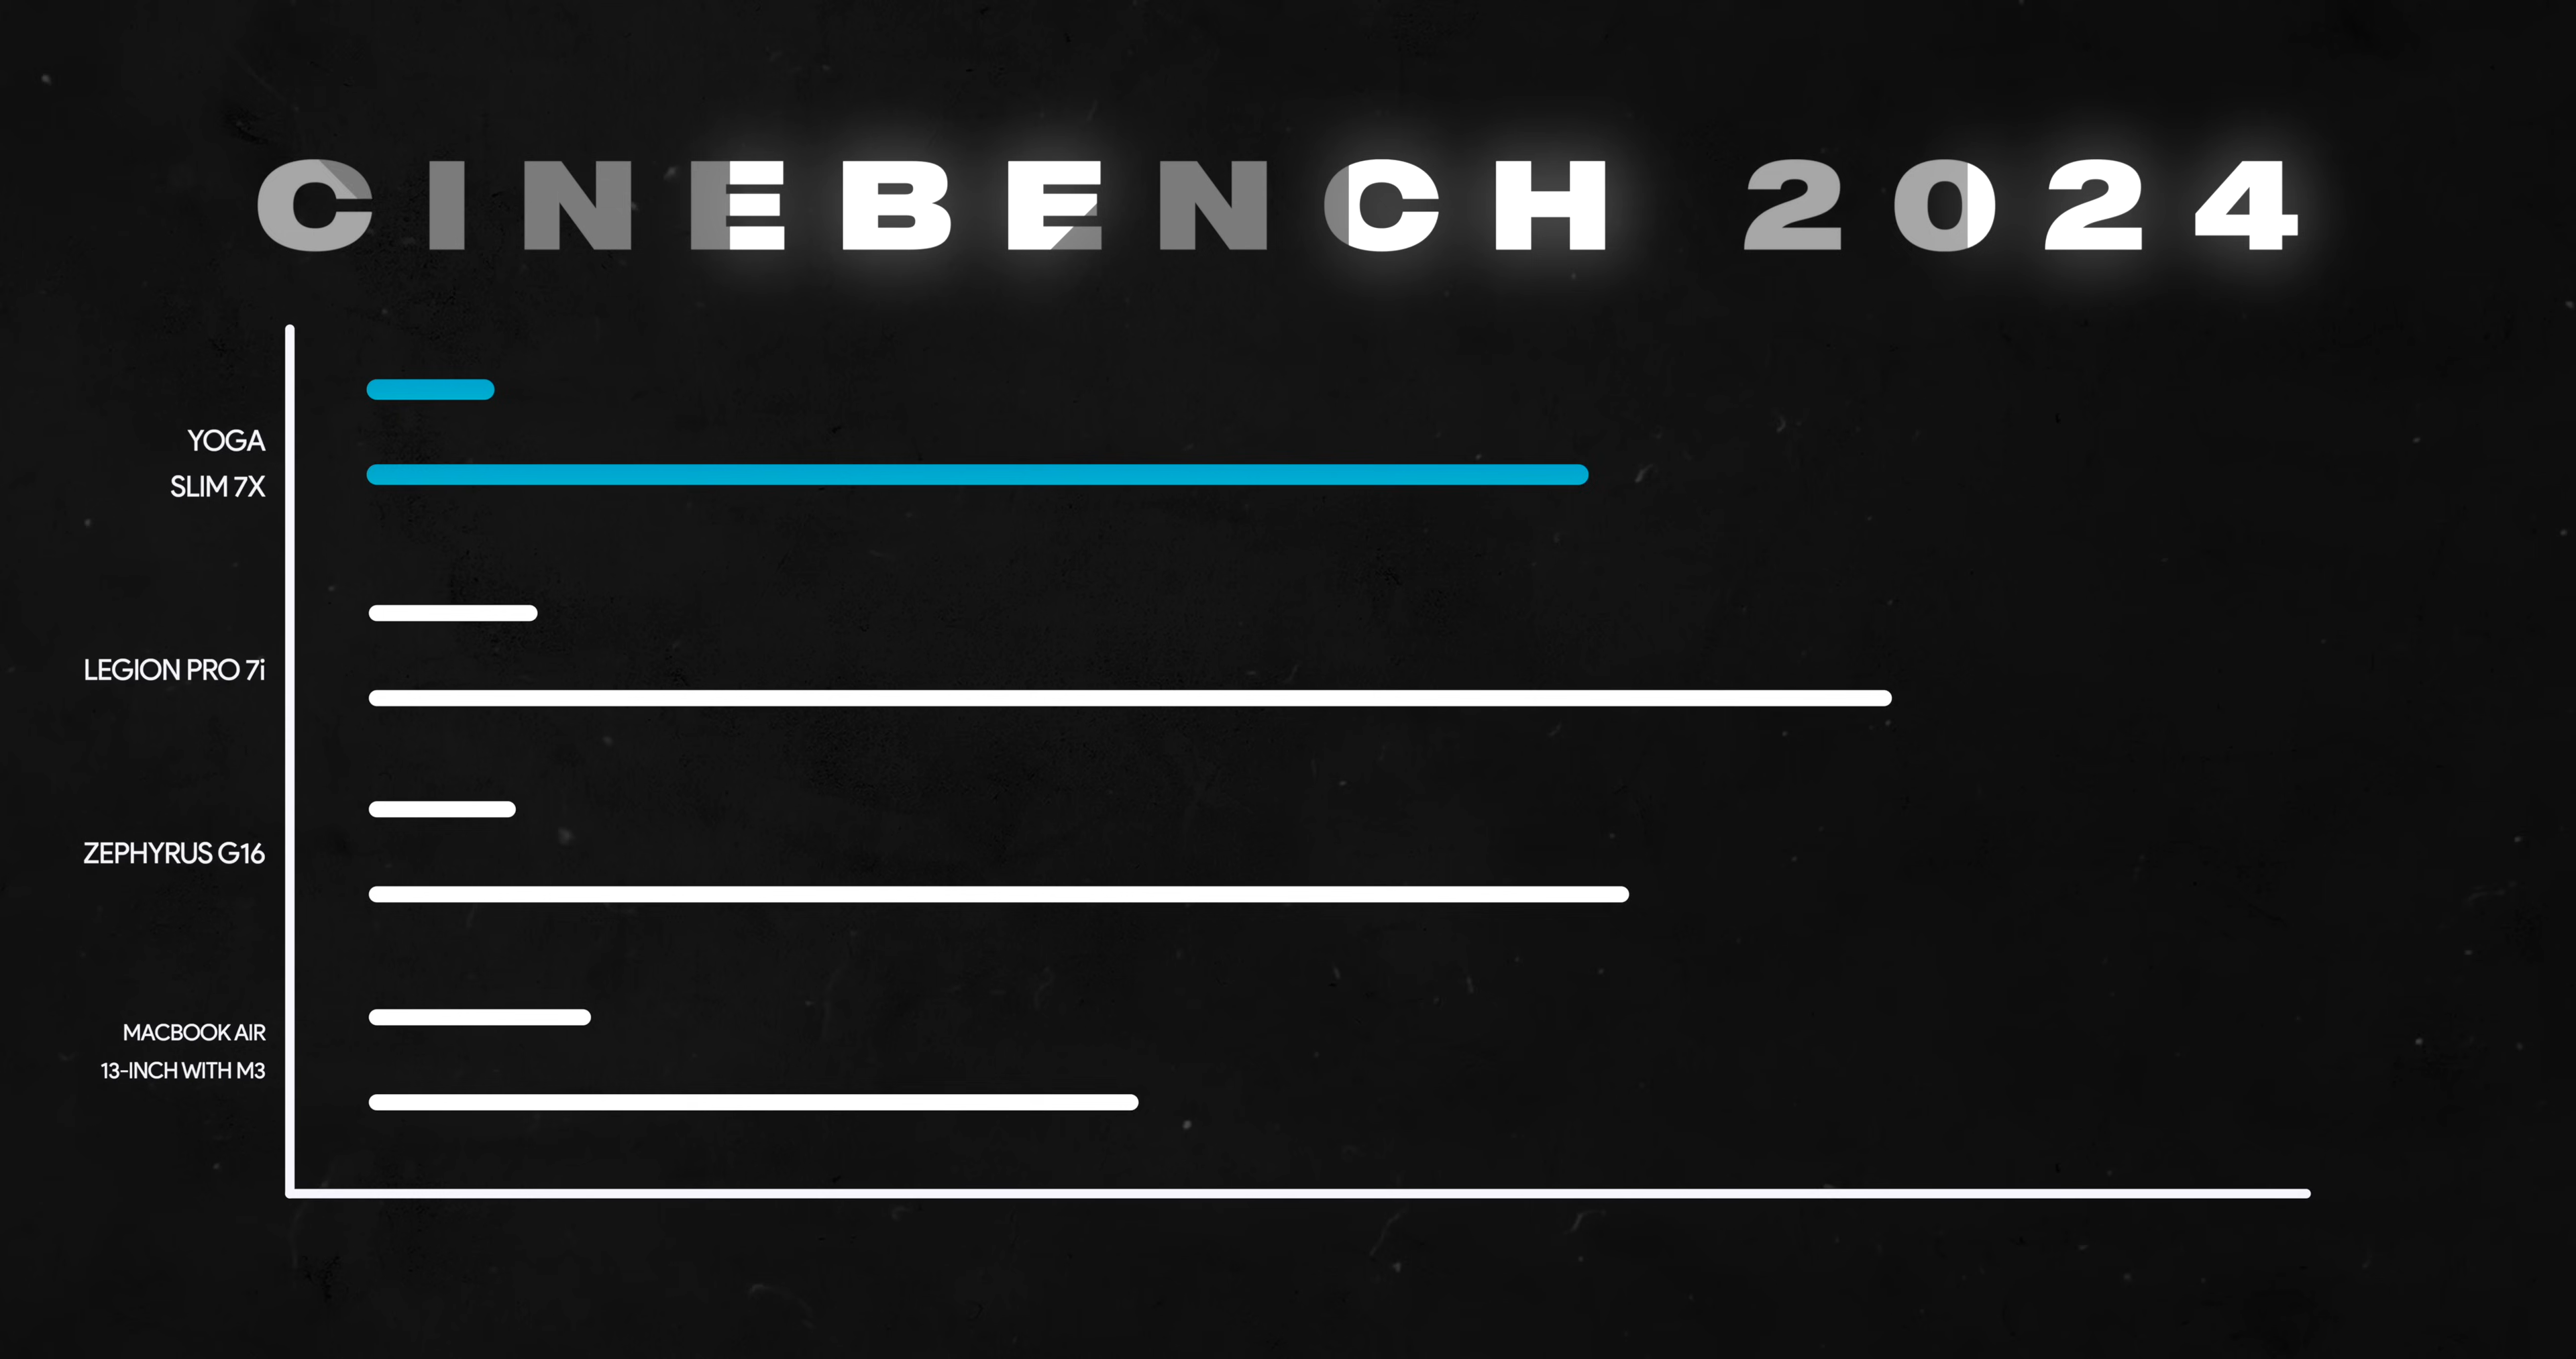 CINEBENCH 2024
YOGA
SLIM 7X
LEGION PRO 7i
ZEPHYRUS G16
MACBOOK AIR
13-INCH WITH M3